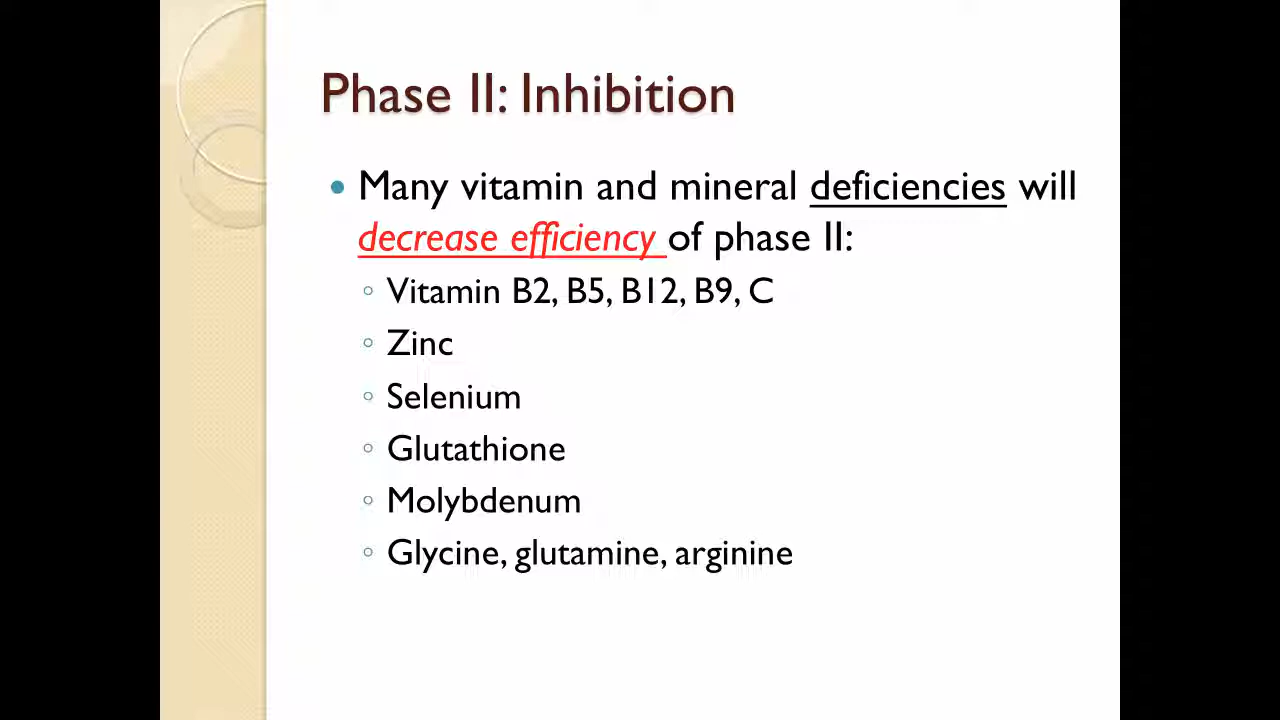 Phase II: Inhibition
• Many vitamin and mineral deficiencies will
decrease efficiency of phase II:
◦ Vitamin B2, B5, B12, B9, C
◦ Zinc
◦ Selenium
◦ Glutathione
◦ Molybdenum
◦ Glycine, glutamine, arginine